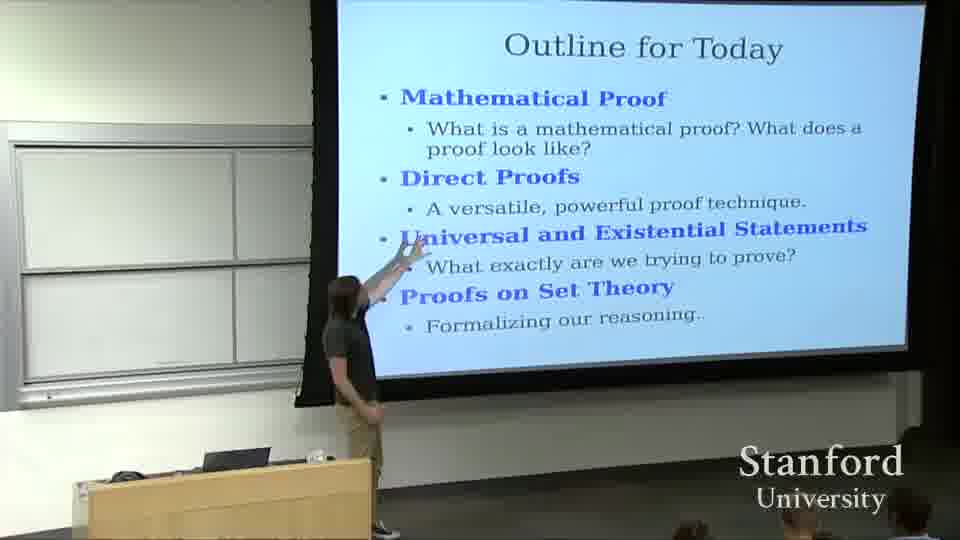 Outline for Today
• Mathematical Proof
• What is a mathematical proof? What does a
proof look like?
• Direct Proofs
• A versatile, powerful proof technique.
• Universal and Existential Statements
• What exactly are we trying to prove?
• Proofs on Set Theory
• Formalizing our reasoning..
Stanford
University